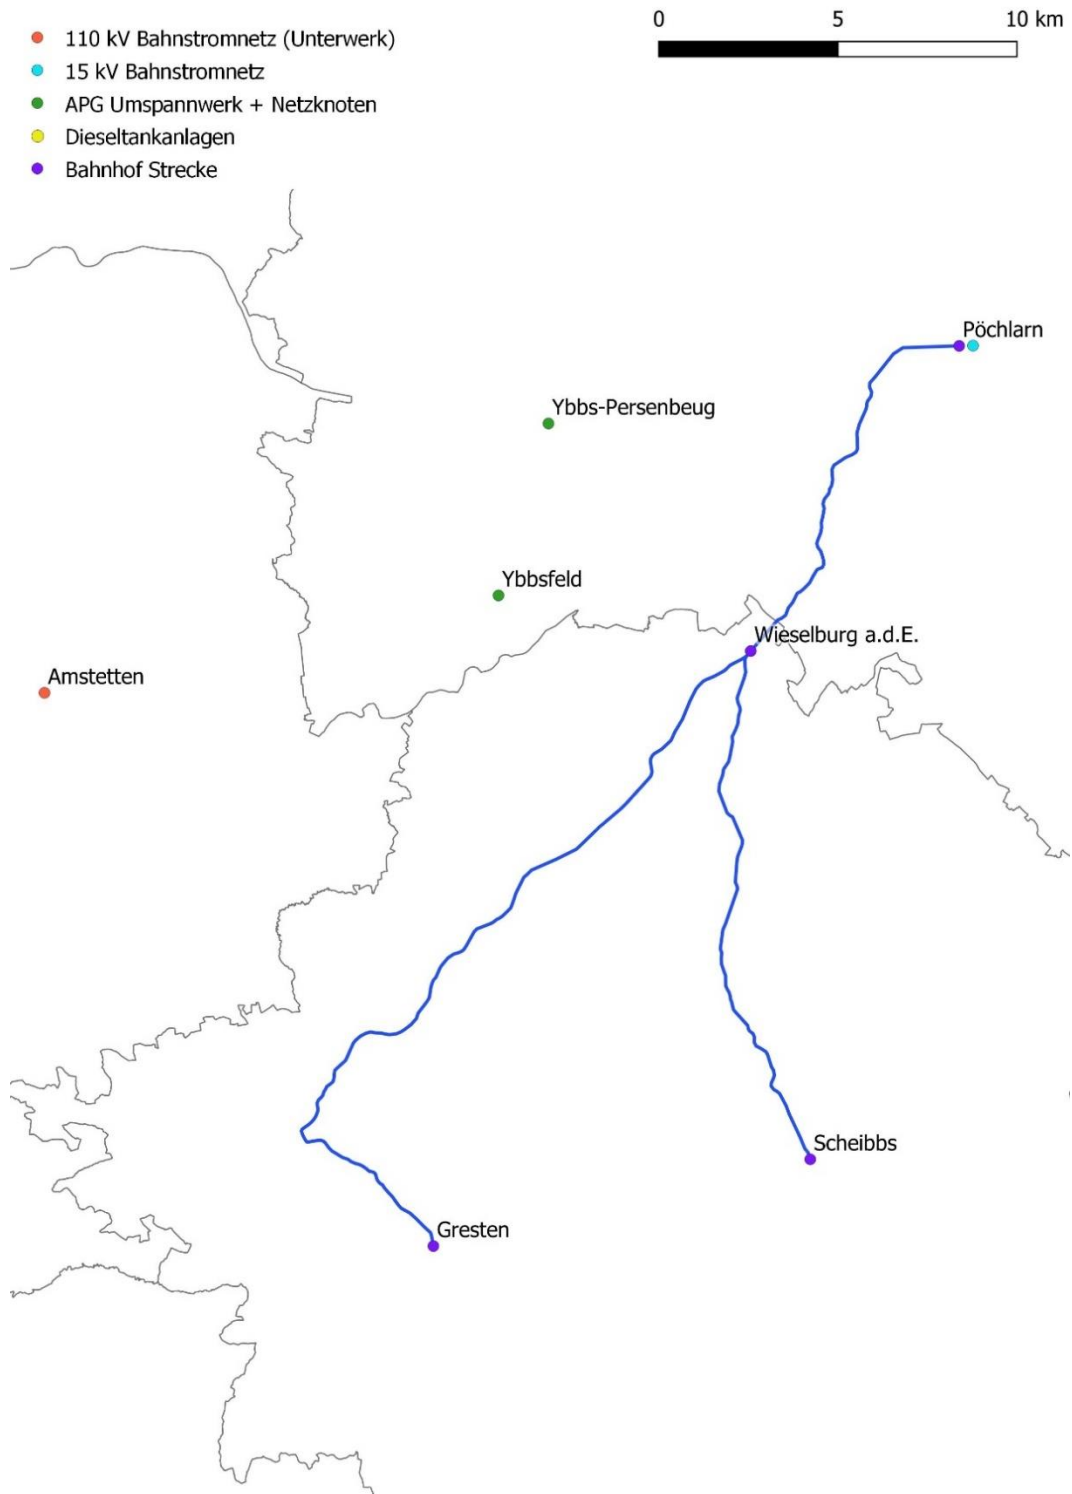 0 5 10 km
110 kV Bahnstromnetz (Unterwerk)
15 kV Bahnstromnetz
APG Umspannwerk + Netzknoten
Dieseltankanlagen
Bahnhof Strecke
Pöchlarn
Ybbs-Persenbeug
Ybbsfeld
Wieselburg a.d.E.
Amstetten
Scheibbs
Gresten